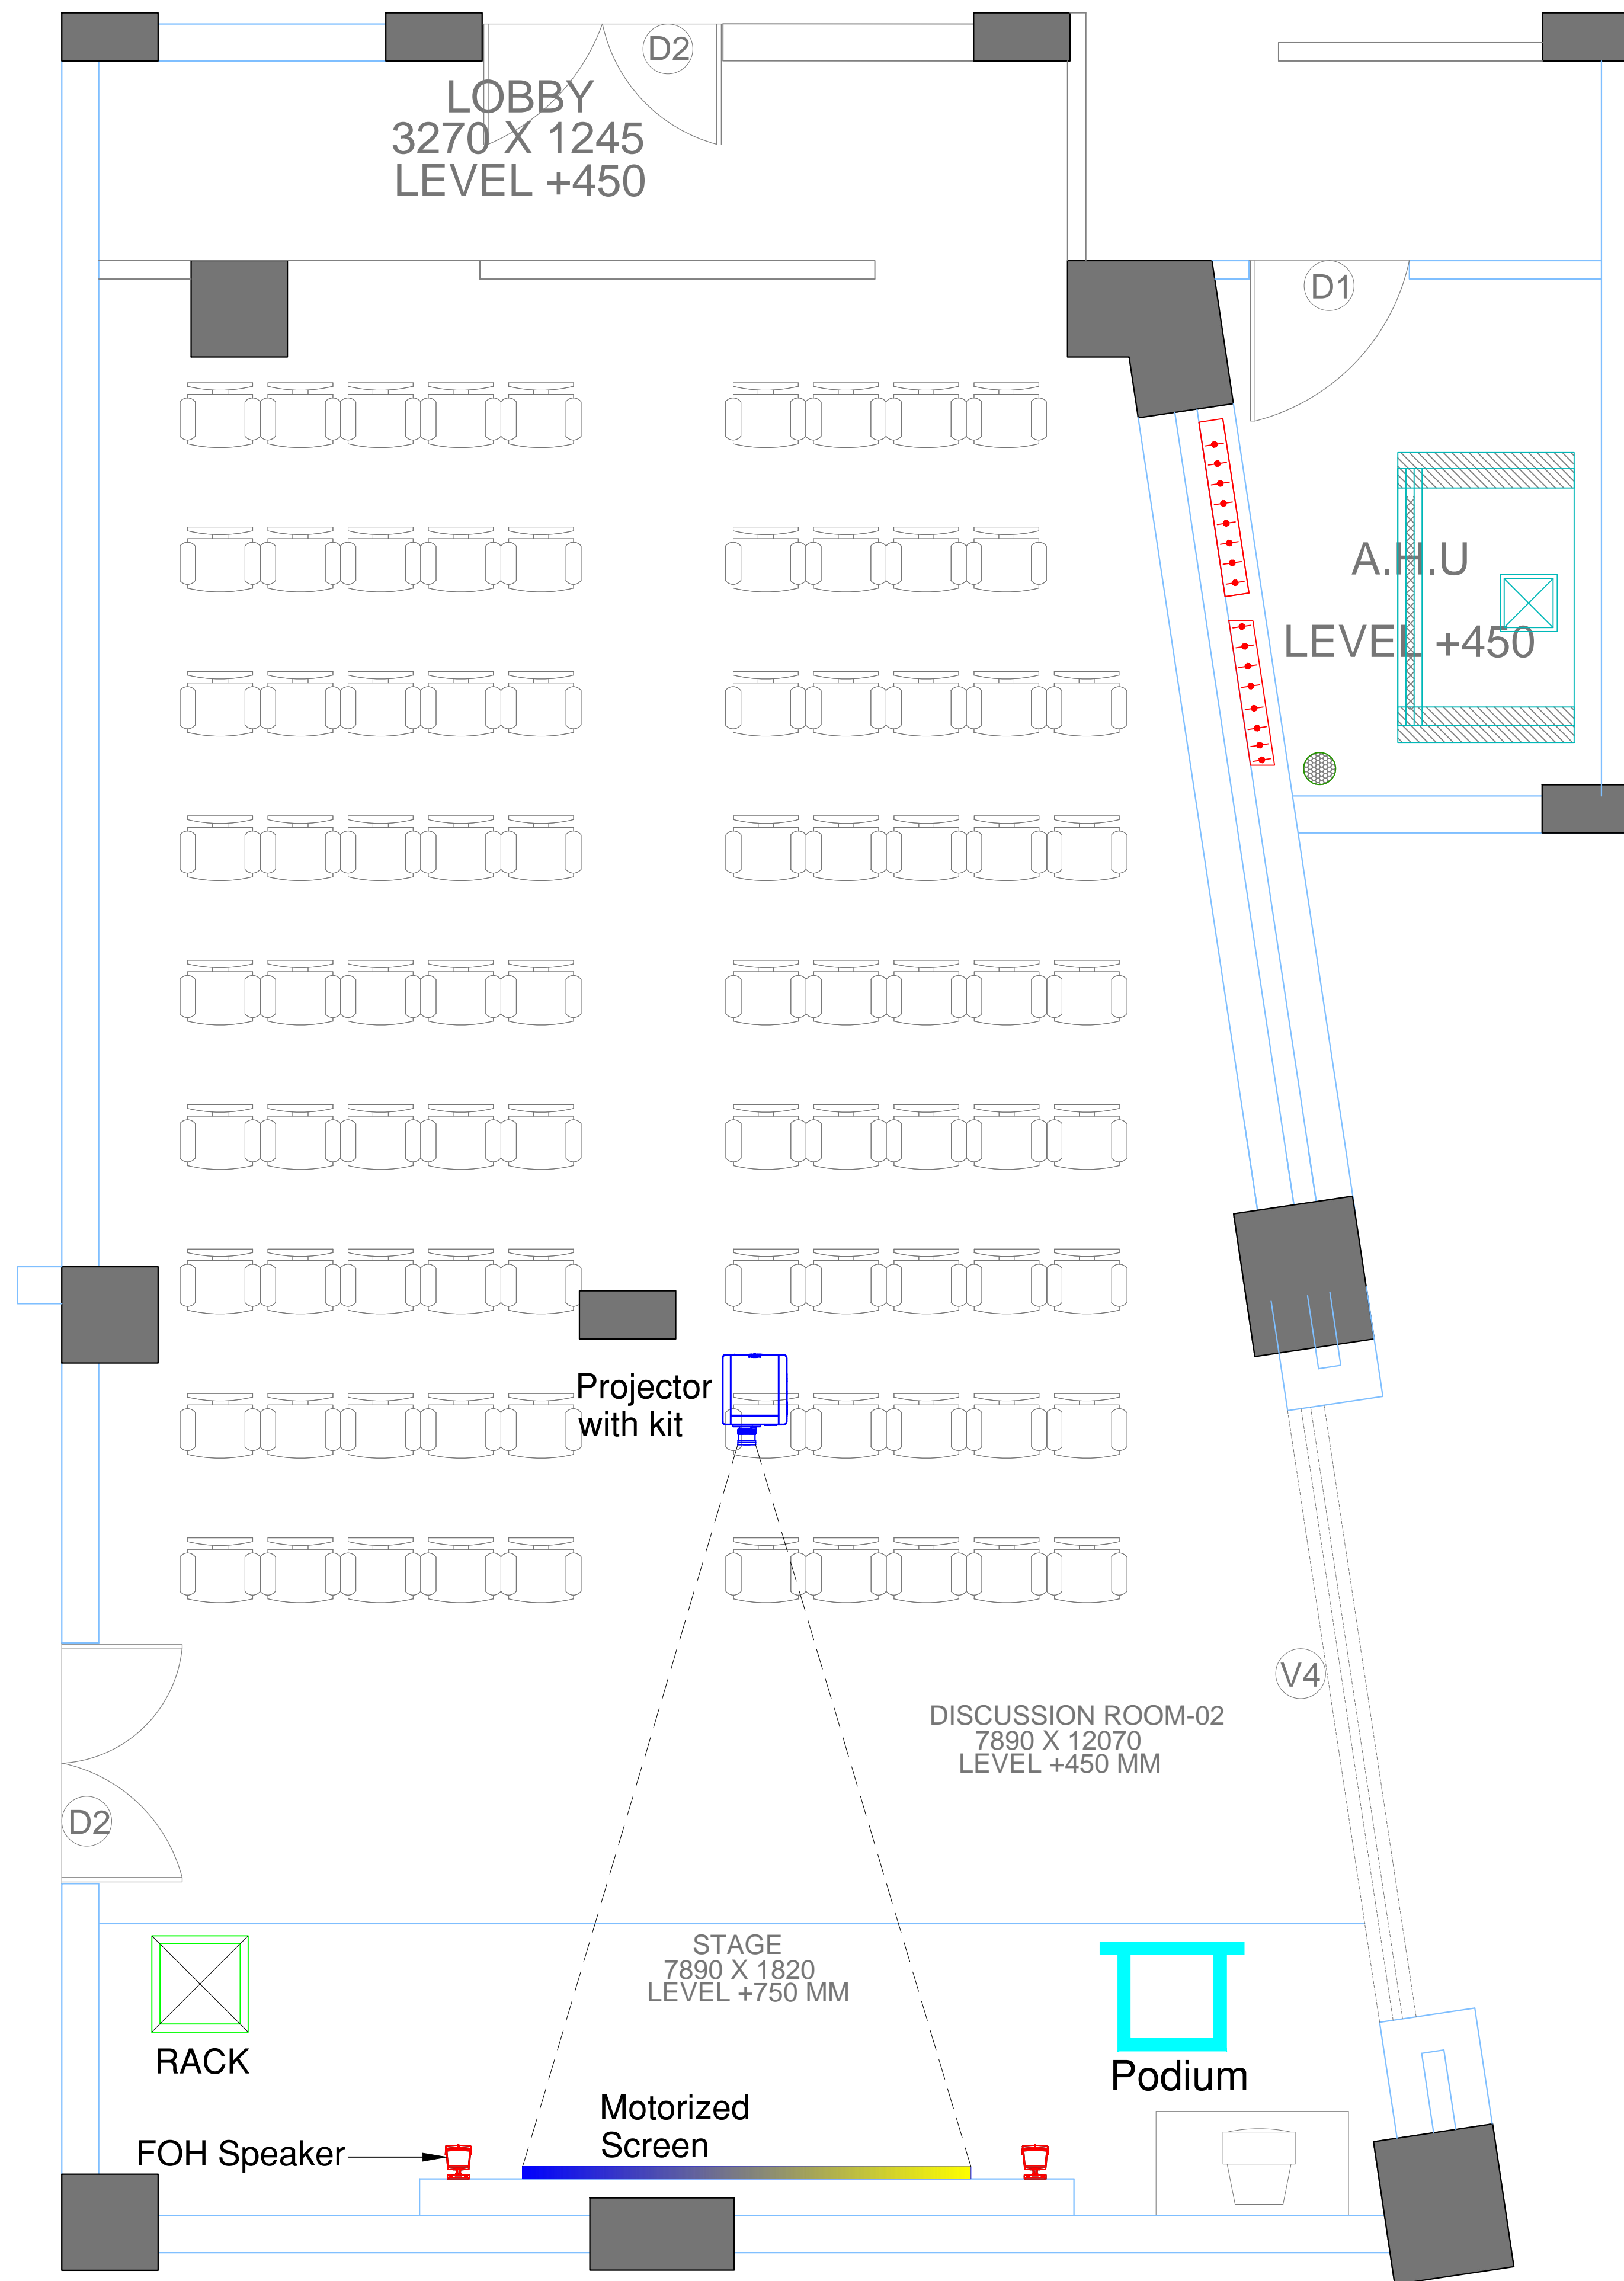 D2
LOBBY
3270 X 1245
LEVEL +450
D1
A.H.U
LEVEL +450
Projector
with kit
V4
DISCUSSION ROOM-02
7890 X 12070
LEVEL +450 MM
D2
STAGE
7890 X 1820
LEVEL +750 MM
RACK
Podium
Motorized
Screen
FOH Speaker